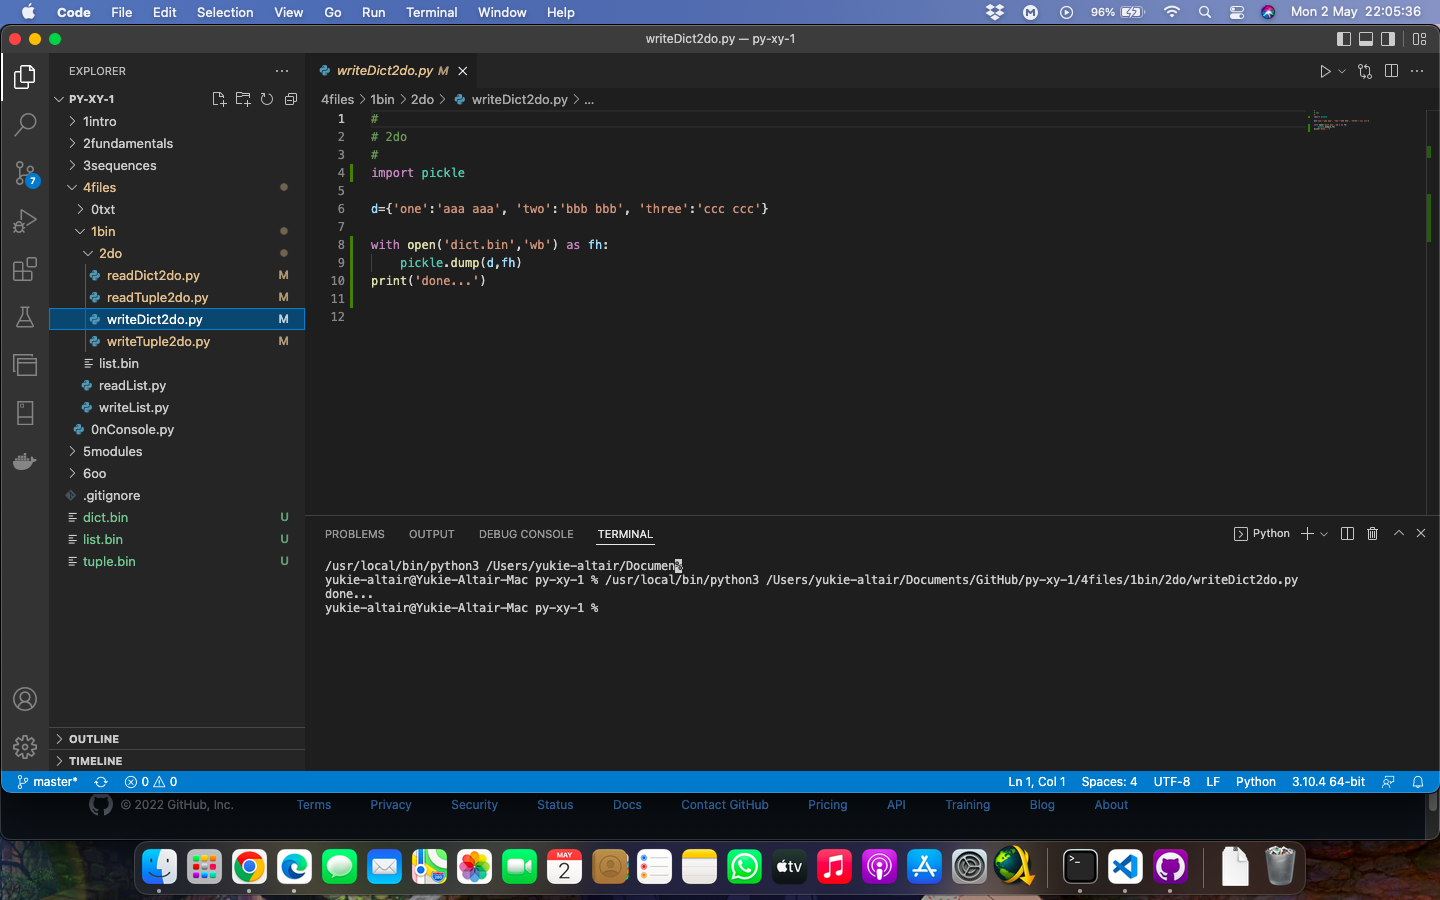 Code File Edit Selection View Go Run Terminal Window Help 96% Mon 2 May 22:05:36
writeDict2do.py — py-xy-1
EXPLORER
PY-XY-1
1intro
2fundamentals
3sequences
4files
0txt
1bin
2do
readDict2do.py M
readTuple2do.py M
writeDict2do.py M
writeTuple2do.py M
list.bin
readList.py
writeList.py
0nConsole.py
5modules
6oo
.gitignore
dict.bin U
list.bin U
tuple.bin U
OUTLINE
TIMELINE
7
writeDict2do.py M
4files > 1bin > 2do > writeDict2do.py > ...
1 #
2 # 2do
3 #
4 import pickle
5
6 d={'one':'aaa aaa', 'two':'bbb bbb', 'three':'ccc ccc'}
7
8 with open('dict.bin','wb') as fh:
9 pickle.dump(d,fh)
10 print('done...')
11
12
PROBLEMS OUTPUT DEBUG CONSOLE TERMINAL Python
/usr/local/bin/python3 /Users/yukie-altair/Documen
yukie-altair@Yukie-Altair-Mac py-xy-1 % /usr/local/bin/python3 /Users/yukie-altair/Documents/GitHub/py-xy-1/4files/1bin/2do/writeDict2do.py
done...
yukie-altair@Yukie-Altair-Mac py-xy-1 %
master* 0 0 Ln 1, Col 1 Spaces: 4 UTF-8 LF Python 3.10.4 64-bit
© 2022 GitHub, Inc. Terms Privacy Security Status Docs Contact GitHub Pricing API Training Blog About
MAY
2
tv